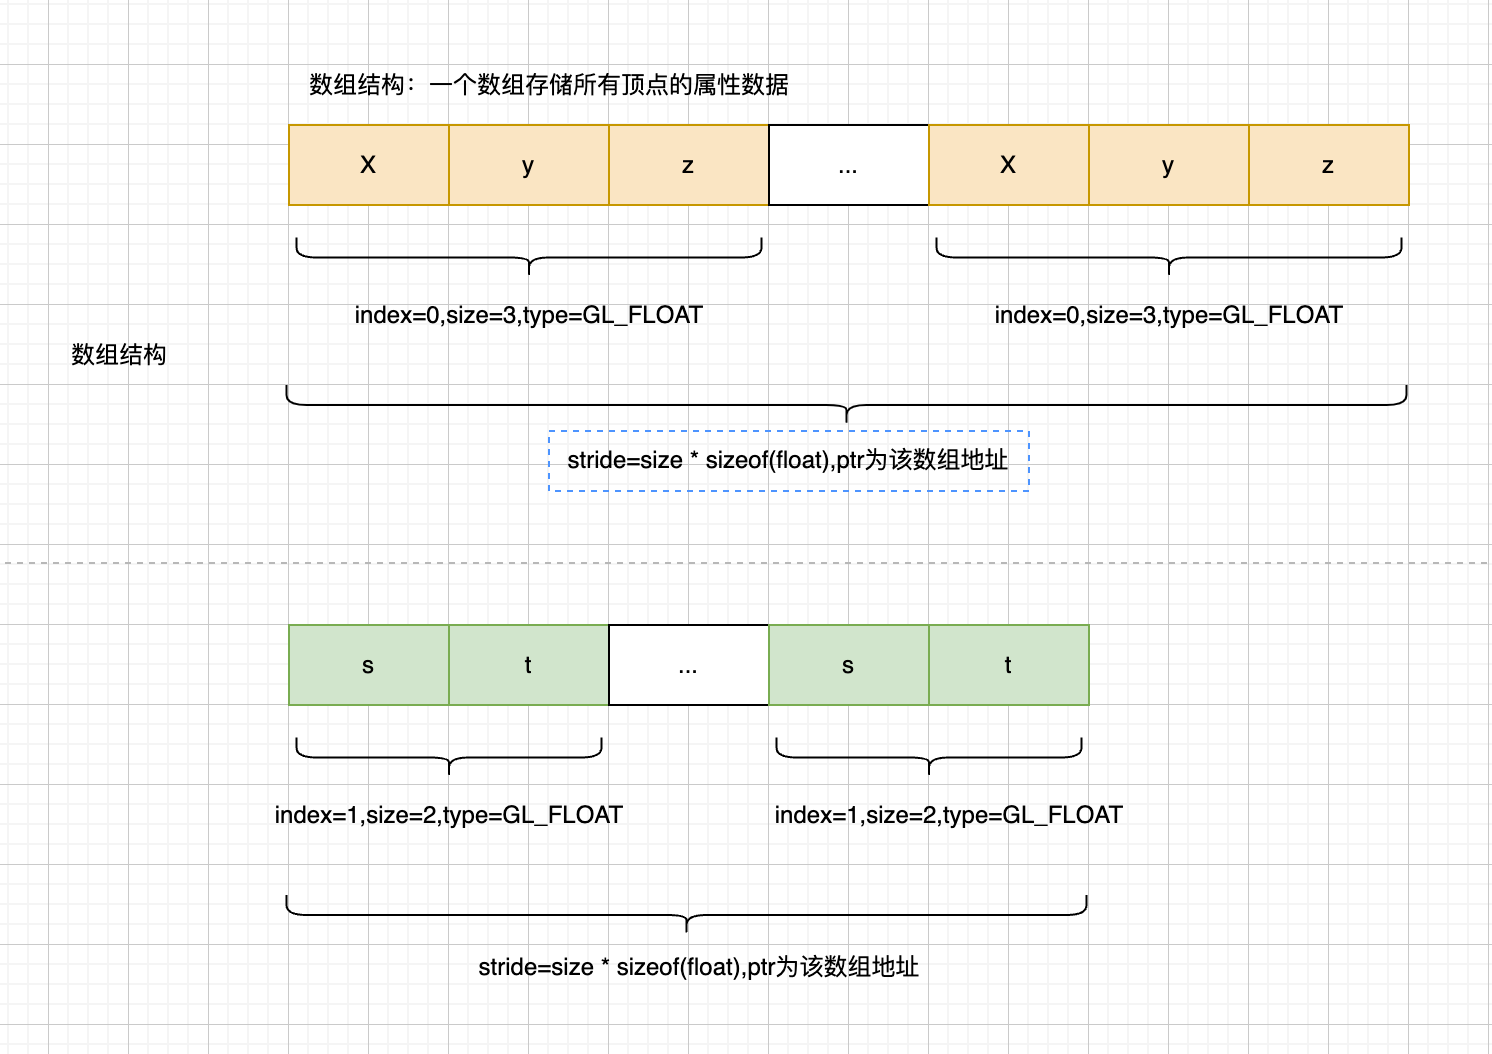 数组结构：一个数组存储所有顶点的属性数据
X y z ... X y z
index=0,size=3,type=GL_FLOAT index=0,size=3,type=GL_FLOAT
数组结构
stride=size * sizeof(float),ptr为该数组地址
s t ... s t
index=1,size=2,type=GL_FLOAT index=1,size=2,type=GL_FLOAT
stride=size * sizeof(float),ptr为该数组地址